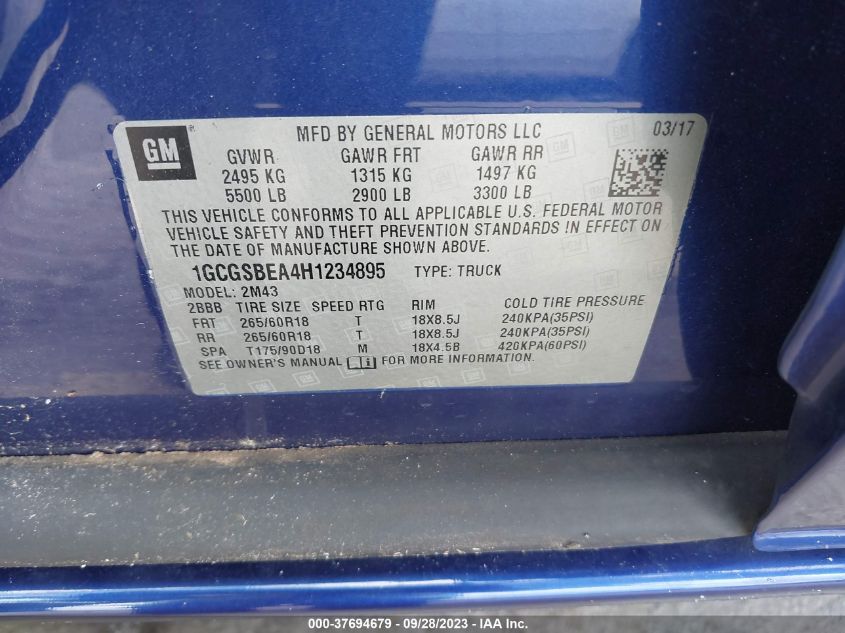 GM ® MFD BY GENERAL MOTORS LLC 03/17
GVWR GAWR FRT GAWR RR
2495 KG 1315 KG 1497 KG
5500 LB 2900 LB 3300 LB
THIS VEHICLE CONFORMS TO ALL APPLICABLE U.S. FEDERAL MOTOR
VEHICLE SAFETY AND THEFT PREVENTION STANDARDS IN EFFECT ON
THE DATE OF MANUFACTURE SHOWN ABOVE.
1GCGSBEA4H1234895 TYPE: TRUCK
MODEL: 2M43
2BBB TIRE SIZE SPEED RTG RIM COLD TIRE PRESSURE
FRT 265/60R18 T 18X8.5J 240KPA(35PSI)
RR 265/60R18 T 18X8.5J 240KPA(35PSI)
SPA T175/90D18 M 18X4.5B 420KPA(60PSI)
SEE OWNER'S MANUAL FOR MORE INFORMATION.
000-37694679 - 09/28/2023 - IAA Inc.